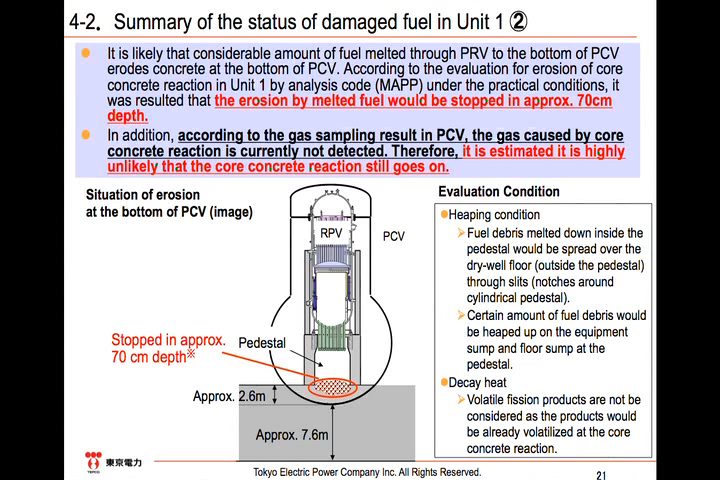 4-2. Summary of the status of damaged fuel in Unit 1 ②
● It is likely that considerable amount of fuel melted through PRV to the bottom of PCV
erodes concrete at the bottom of PCV. According to the evaluation for erosion of core
concrete reaction in Unit 1 by analysis code (MAPP) under the practical conditions, it
was resulted that the erosion by melted fuel would be stopped in approx. 70cm
depth.
● In addition, according to the gas sampling result in PCV, the gas caused by core
concrete reaction is currently not detected. Therefore, it is estimated it is highly
unlikely that the core concrete reaction still goes on.
Situation of erosion
at the bottom of PCV (image)
RPV
PCV
Stopped in approx.
70 cm depth※
Pedestal
Approx. 2.6m
Approx. 7.6m
Evaluation Condition
●Heaping condition
➢ Fuel debris melted down inside the
pedestal would be spread over the
dry-well floor (outside the pedestal)
through slits (notches around
cylindrical pedestal).
➢ Certain amount of fuel debris would
be heaped up on the equipment
sump and floor sump at the
pedestal.
●Decay heat
➢ Volatile fission products are not be
considered as the products would
be already volatilized at the core
concrete reaction.
TEPCO
東京電力
Tokyo Electric Power Company Inc. All Rights Reserved.
21